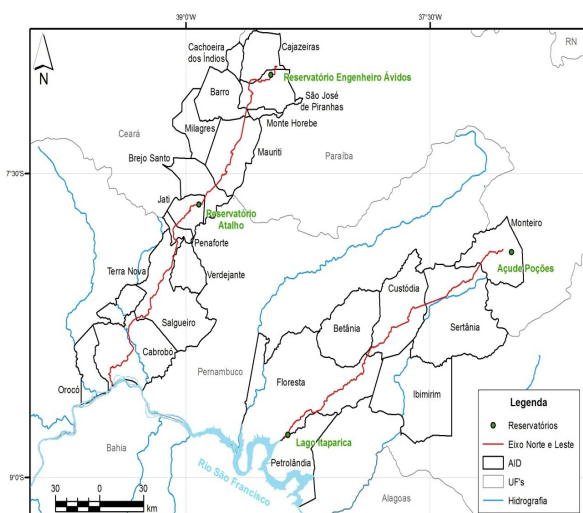 39°0'W
37°30'W
RN
N
Cachoeira
dos Índios
Cajazeiras
Reservatório Engenheiro Ávidos
Barro
São José
de Piranhas
Monte Horebe
Milagres
Ceará
Mauriti
Paraíba
Brejo Santo
7°30'S
Jati
Reservatório
Atalho
Monteiro
Penaforte
Açude Poções
Terra Nova
Verdejante
Custódia
Salgueiro
Betânia
Sertânia
Cabrobó
Pernambuco
Floresta
Orocó
Ibimirim
Lago Itaparica
Bahia
Petrolândia
Rio São Francisco
9°0'S
Alagoas
30 0 30
km
Legenda
Reservatórios
Eixo Norte e Leste
AID
UF's
Hidrografia